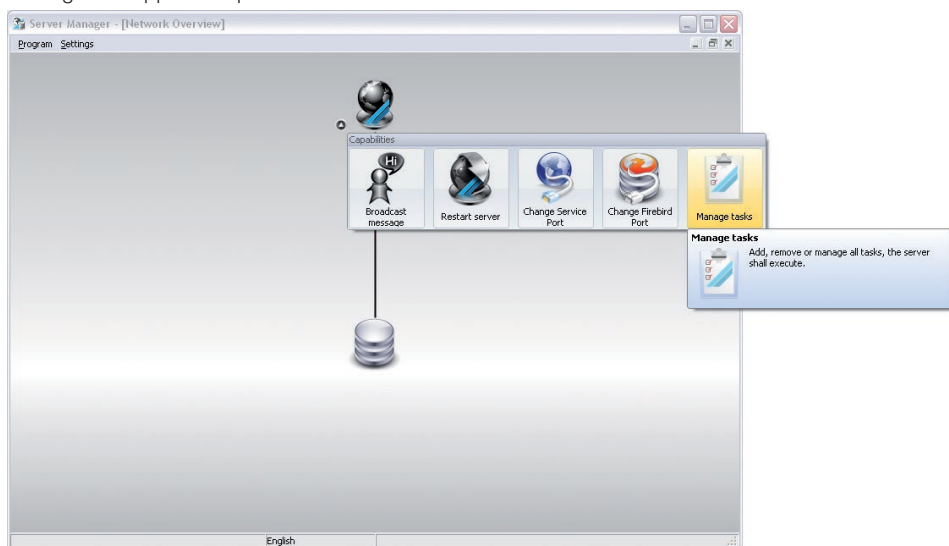 Server Manager - [Network Overview]
Program Settings
Capabilities
Hi
Broadcast message
Restart server
Change Service Port
Change Firebird Port
Manage tasks
Manage tasks
Add, remove or manage all tasks, the server
shall execute.
English